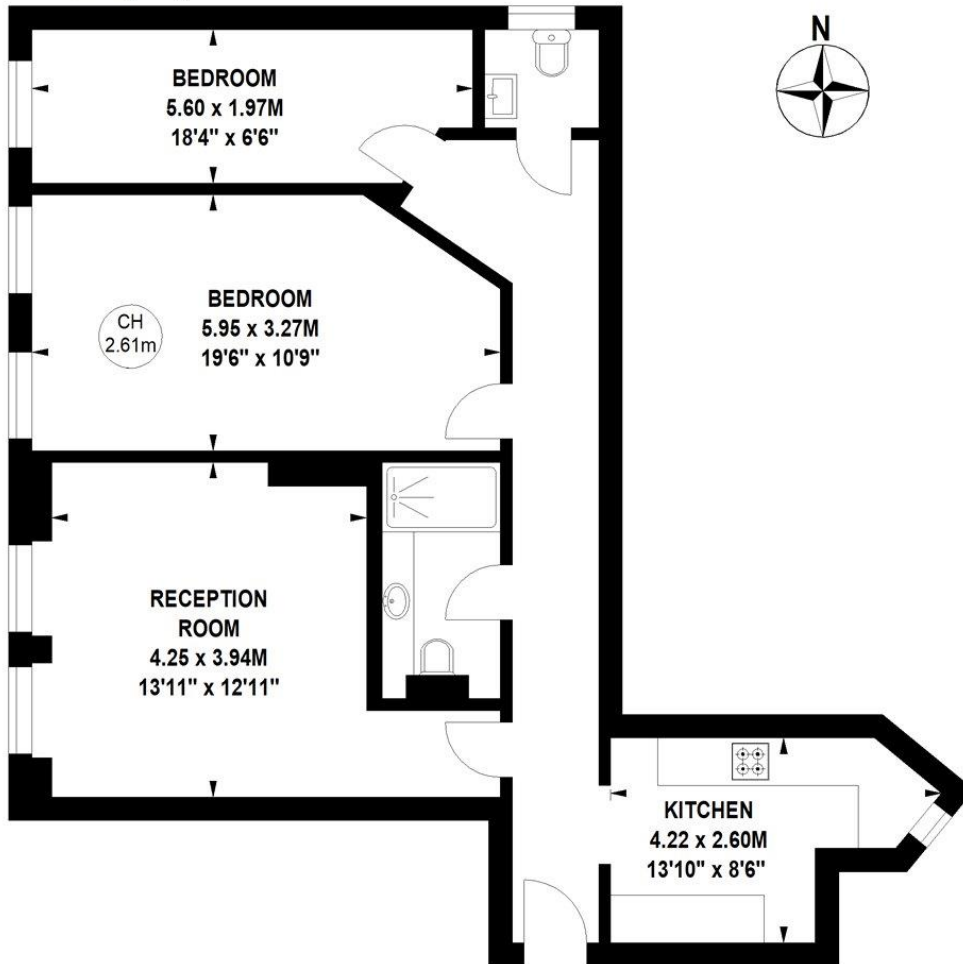 N
BEDROOM
5.60 x 1.97M
18'4" x 6'6"
BEDROOM
5.95 x 3.27M
19'6" x 10'9"
CH
2.61m
RECEPTION
ROOM
4.25 x 3.94M
13'11" x 12'11"
KITCHEN
4.22 x 2.60M
13'10" x 8'6"